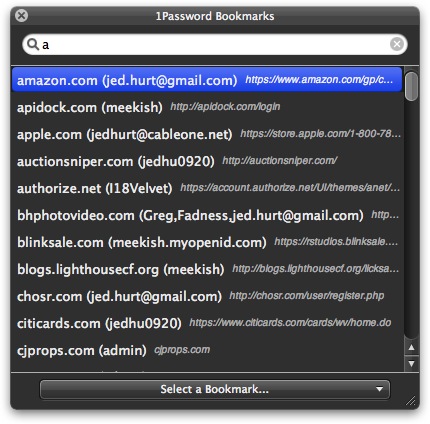 1Password Bookmarks
a
amazon.com (jed.hurt@gmail.com) https://www.amazon.com/gp/c...
apidock.com (meekish) http://apidock.com/login
apple.com (jedhurt@cableone.net) https://store.apple.com/1-800-78...
auctionsniper.com (jedhu0920) http://auctionsniper.com/
authorize.net (I18Velvet) https://account.authorize.net/UI/themes/anet/...
bhphotovideo.com (Greg,Fadness,jed.hurt@gmail.com) http...
blinksale.com (meekish.myopenid.com) https://rstudios.blinksale....
blogs.lighthousecf.org (meekish) http://blogs.lighthousecf.org/licksa...
chosr.com (jed.hurt@gmail.com) http://chosr.com/user/register.php
citicards.com (jedhu0920) https://www.citicards.com/cards/wv/home.do
cjprops.com (admin) cjprops.com
Select a Bookmark...